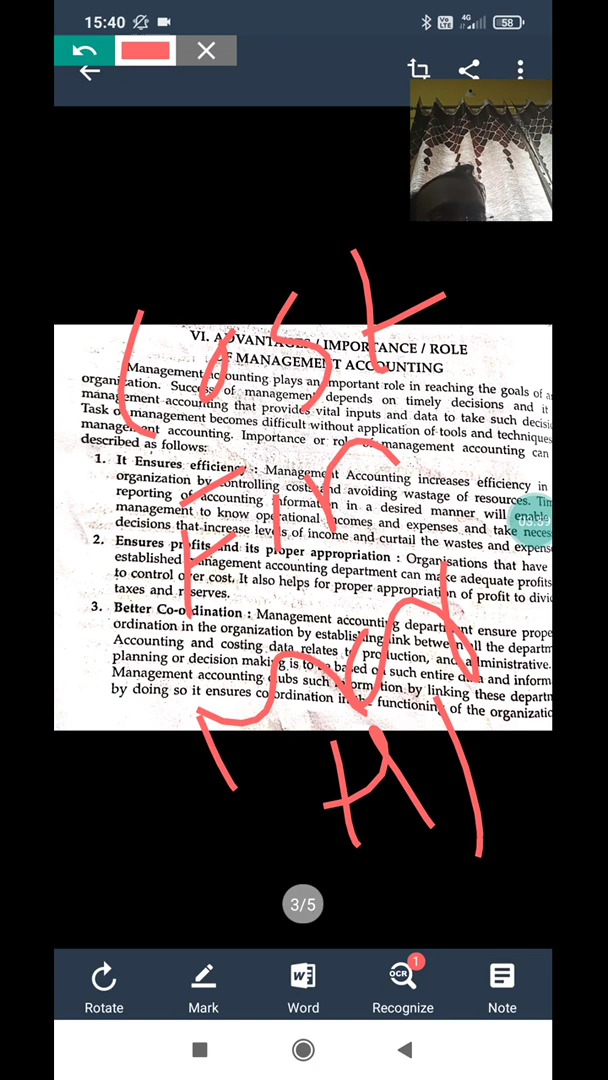 15:40
4G
Vo
LTE
58
VI. ADVANTAGES / IMPORTANCE / ROLE
OF MANAGEMENT ACCOUNTING
Management accounting plays an important role in reaching the goals of
organization. Success of management depends on timely decisions and it
management accounting that provides vital inputs and data to take such
Task of management becomes difficult without application of tools and techniques
management accounting. Importance or role of management accounting can
described as follows:
1. It Ensures efficiency : Management Accounting increases efficiency in
organization by controlling costs and avoiding wastage of resources.
reporting of accounting information in a desired manner will enable
management to know operational incomes and expenses and take
decisions that increase levels of income and curtail the wastes and
2. Ensures profits and its proper appropriation : Organisations that have
established management accounting department can make adequate profits
to control over cost. It also helps for proper appropriation of profit to
taxes and reserves.
3. Better Co-ordination : Management accounting department ensure
ordination in the organization by establishing link between all the
Accounting and costing data relates to production, and administrative.
planning or decision making is to be based on such entire data and
Management accounting clubs such information by linking these
by doing so it ensures coordination in the functioning of the
Cost
Fin
3/5
Rotate
Mark
Word
OCR
1
Recognize
Note